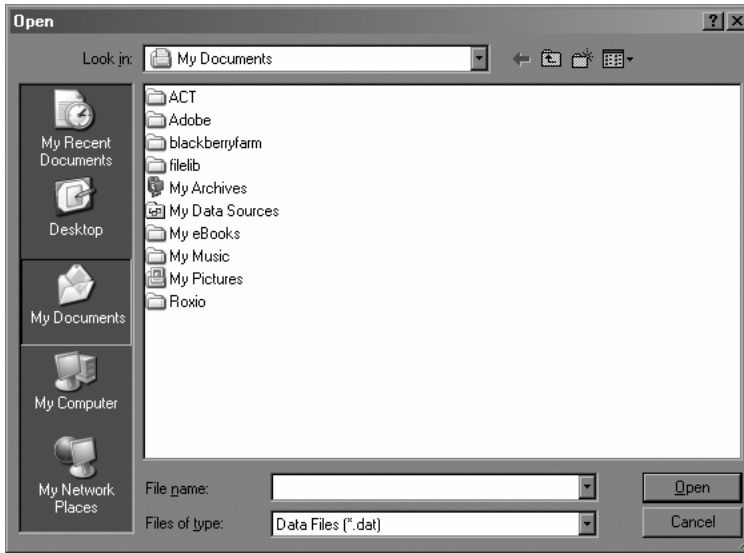 Open
Look in:
My Documents
My Recent
Documents
Desktop
My Documents
My Computer
My Network
Places
ACT
Adobe
blackberryfarm
filelib
My Archives
My Data Sources
My eBooks
My Music
My Pictures
Roxio
File name:
Open
Files of type:
Data Files (*.dat)
Cancel